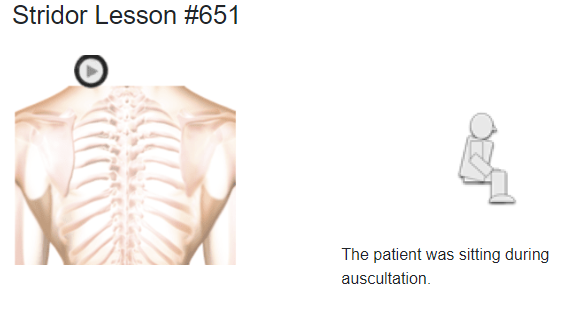 Stridor Lesson #651
The patient was sitting during
auscultation.